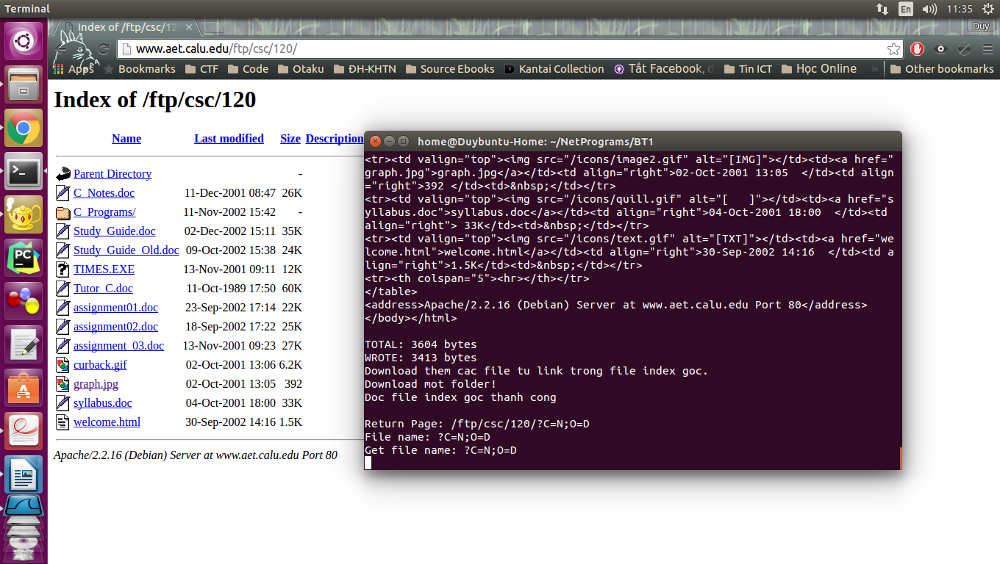 Terminal
En
11:35
Index of /ftp/csc/12
Duy
www.aet.calu.edu/ftp/csc/120/
Apps
Bookmarks
CTF
Code
Otaku
ĐH-KHTN
Source Ebooks
Kantai Collection
Tắt Facebook, d
Tin ICT
Học Online
»
Other bookmarks
Index of /ftp/csc/120
Name Last modified Size Description
Parent Directory -
C_Notes.doc 11-Dec-2001 08:47 26K
C_Programs/ 11-Nov-2002 15:42 -
Study_Guide.doc 02-Dec-2002 15:11 35K
Study_Guide_Old.doc 09-Oct-2002 15:38 24K
TIMES.EXE 13-Nov-2001 09:11 12K
Tutor_C.doc 11-Oct-1989 17:50 60K
assignment01.doc 23-Sep-2002 17:14 22K
assignment02.doc 18-Sep-2002 17:22 25K
assignment_03.doc 13-Nov-2001 09:23 27K
curback.gif 02-Oct-2001 13:06 6.2K
graph.jpg 02-Oct-2001 13:05 392
syllabus.doc 04-Oct-2001 18:00 33K
welcome.html 30-Sep-2002 14:16 1.5K
Apache/2.2.16 (Debian) Server at www.aet.calu.edu Port 80
home@Duybuntu-Home: ~/NetPrograms/BT1
<tr><td valign="top"><img src="/icons/image2.gif" alt="[IMG]"></td><td><a href="
graph.jpg">graph.jpg</a></td><td align="right">02-Oct-2001 13:05  </td><td align
="right">392 </td><td>&nbsp;</td></tr>
<tr><td valign="top"><img src="/icons/quill.gif" alt="[   ]"></td><td><a href="s
yllabus.doc">syllabus.doc</a></td><td align="right">04-Oct-2001 18:00  </td><td
align="right"> 33K</td><td>&nbsp;</td></tr>
<tr><td valign="top"><img src="/icons/text.gif" alt="[TXT]"></td><td><a href="we
lcome.html">welcome.html</a></td><td align="right">30-Sep-2002 14:16  </td><td a
lign="right">1.5K</td><td>&nbsp;</td></tr>
<tr><th colspan="5"><hr></th></tr>
</table>
<address>Apache/2.2.16 (Debian) Server at www.aet.calu.edu Port 80</address>
</body></html>
TOTAL: 3604 bytes
WROTE: 3413 bytes
Download them cac file tu link trong file index goc.
Download mot folder!
Doc file index goc thanh cong
Return Page: /ftp/csc/120/?C=N;O=D
File name: ?C=N;O=D
Get file name: ?C=N;O=D
PC